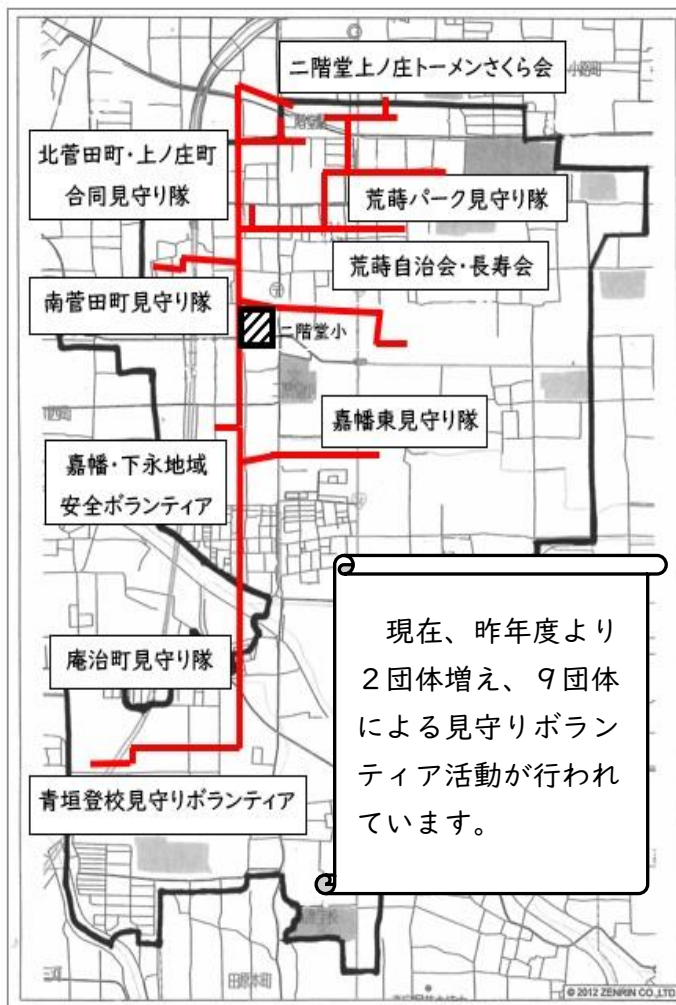 二階堂上ノ庄トーメンさくら会
北菅田町・上ノ庄町
合同見守り隊
荒蒔パーク見守り隊
荒蒔自治会・長寿会
南菅田町見守り隊
二階堂小
嘉幡東見守り隊
嘉幡・下永地域
安全ボランティア
現在、昨年度より
2団体増え、9団体
による見守りボラン
ティア活動が行われ
ています。
庵治町見守り隊
青垣登校見守りボランティア
田原本町
© 2012 ZENRIN CO.,LTD